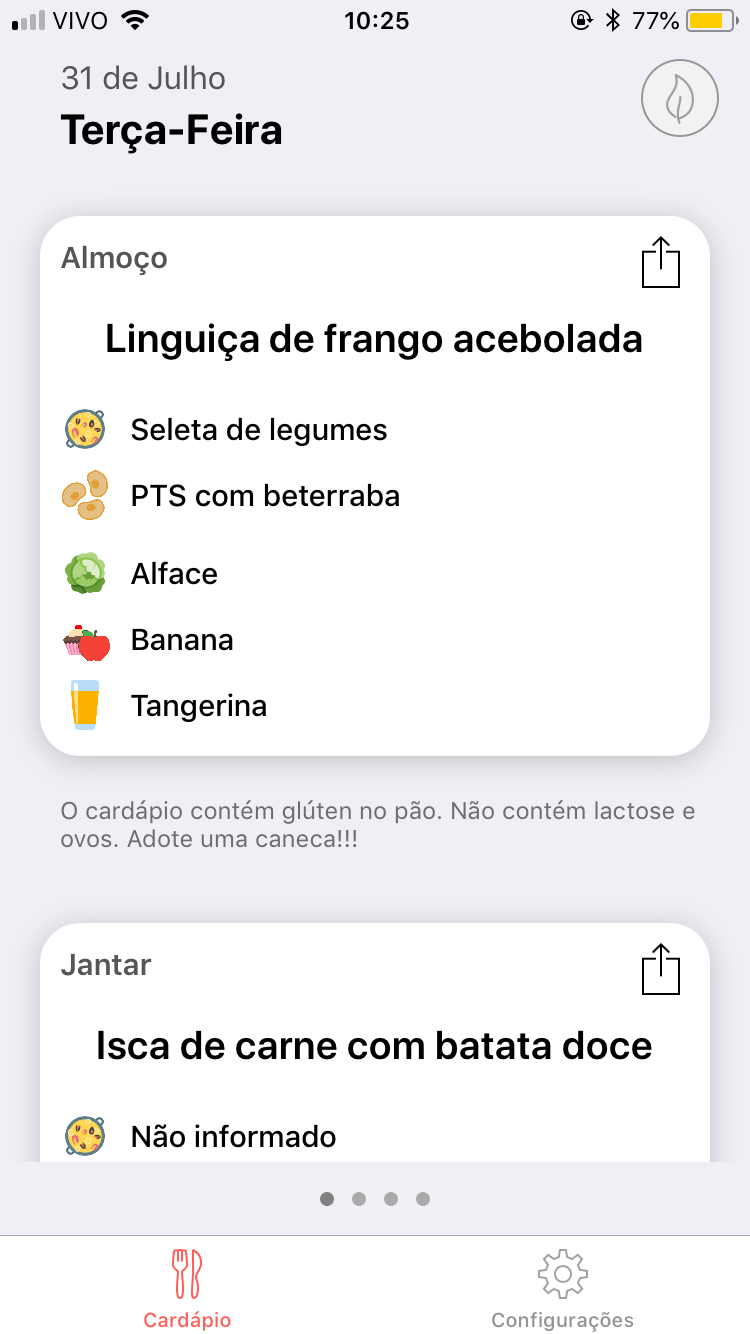 VIVO 10:25 77%
31 de Julho
Terça-Feira
Almoço
Linguiça de frango acebolada
Seleta de legumes
PTS com beterraba
Alface
Banana
Tangerina
O cardápio contém glúten no pão. Não contém lactose e
ovos. Adote uma caneca!!!
Jantar
Isca de carne com batata doce
Não informado
Cardápio
Configurações